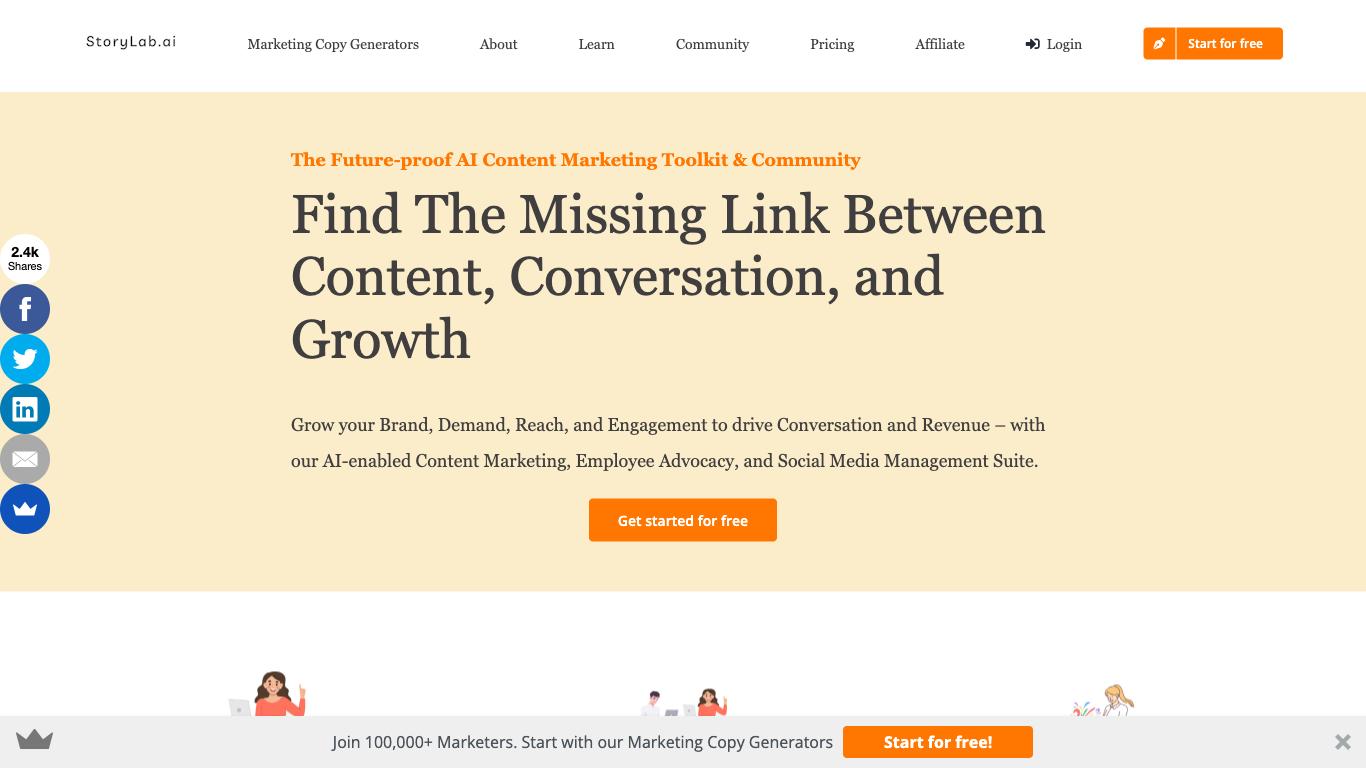 StoryLab.ai
Marketing Copy Generators
About
Learn
Community
Pricing
Affiliate
Login
Start for free
The Future-proof AI Content Marketing Toolkit & Community
Find The Missing Link Between
Content, Conversation, and
Growth
2.4k
Shares
Grow your Brand, Demand, Reach, and Engagement to drive Conversation and Revenue – with
our AI-enabled Content Marketing, Employee Advocacy, and Social Media Management Suite.
Get started for free
Join 100,000+ Marketers. Start with our Marketing Copy Generators
Start for free!